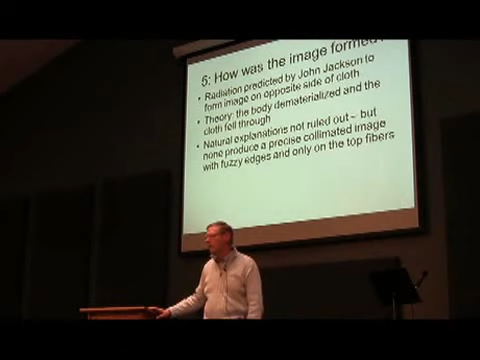 5: How was the image formed?
• Radiation predicted by John Jackson to
form image on opposite side of cloth
• Theory: the body dematerialized and the
cloth fell through
• Natural explanations not ruled out – but
none produce a precise collimated image
with fuzzy edges and only on the top fibers